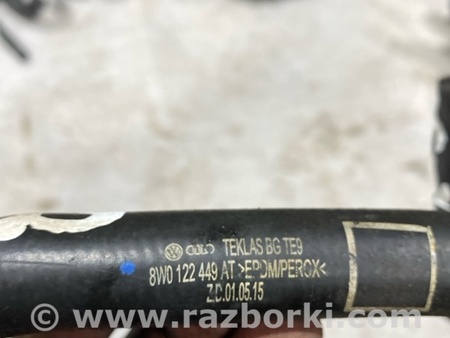 TEKLAS BG TE9
8W0 122 449 AT >EPDM/PEROX<
Z.D.01.05.15
www.razborki.com